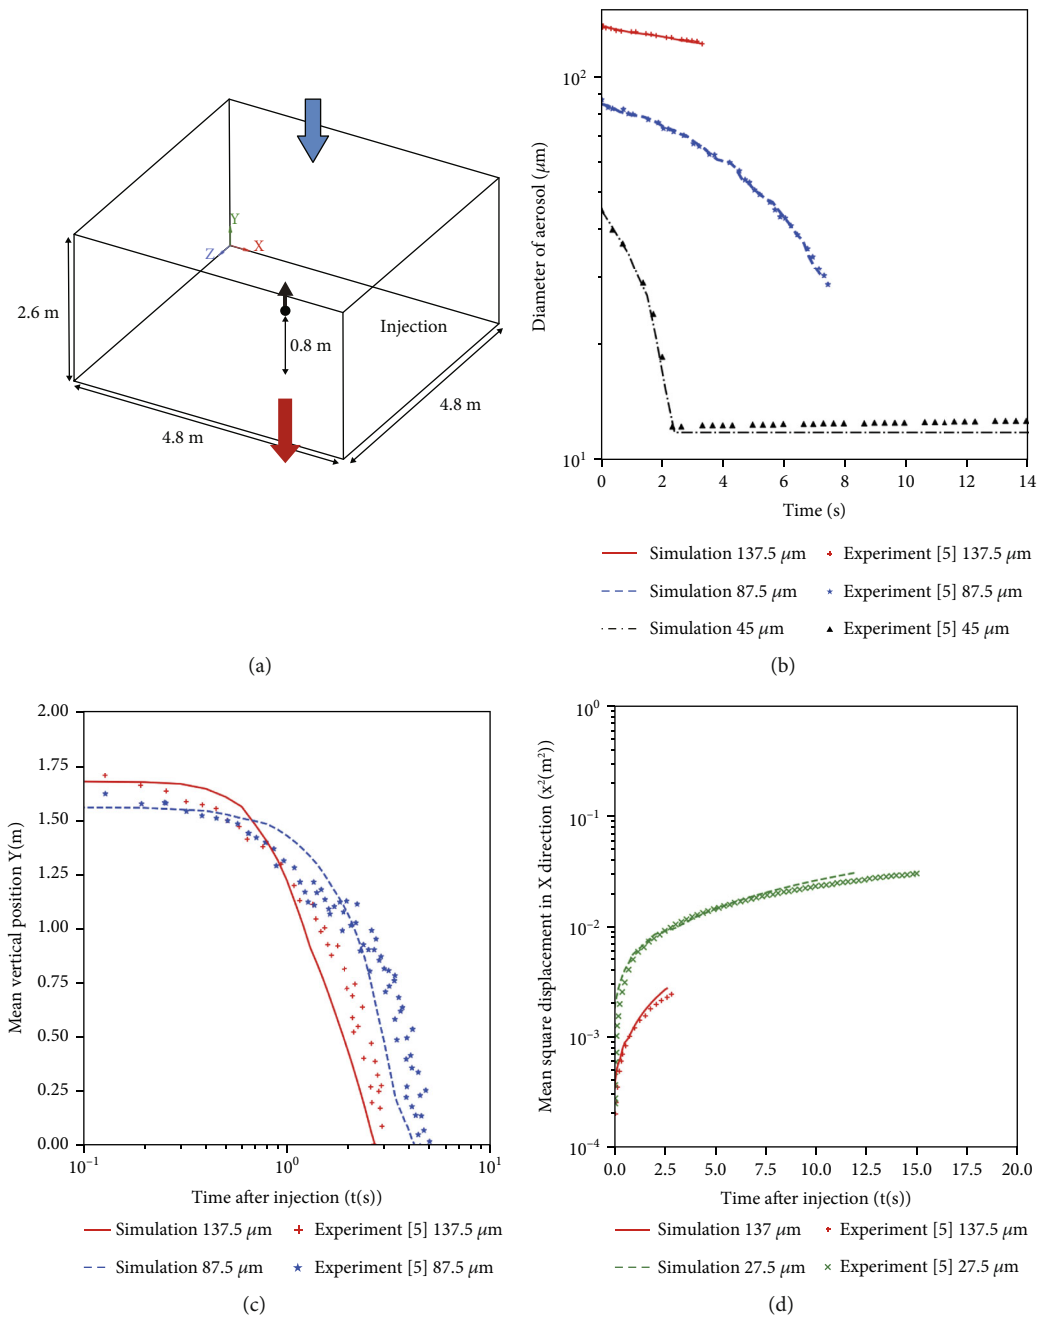 2.6 m
Y
Z
X
Injection
0.8 m
4.8 m
4.8 m
(a)
Diameter of aerosol (μm)
10²
10¹
0 2 4 6 8 10 12 14
Time (s)
Simulation 137.5 μm
Experiment [5] 137.5 μm
Simulation 87.5 μm
Experiment [5] 87.5 μm
Simulation 45 μm
Experiment [5] 45 μm
(b)
Mean vertical position Y(m)
2.00
1.75
1.50
1.25
1.00
0.75
0.50
0.25
0.00
10⁻¹ 10⁰ 10¹
Time after injection (t(s))
Simulation 137.5 μm
Experiment [5] 137.5 μm
Simulation 87.5 μm
Experiment [5] 87.5 μm
(c)
Mean square displacement in X direction (x²(m²))
10⁰
10⁻¹
10⁻²
10⁻³
10⁻⁴
0.0 2.5 5.0 7.5 10.0 12.5 15.0 17.5 20.0
Time after injection (t(s))
Simulation 137 μm
Experiment [5] 137.5 μm
Simulation 27.5 μm
Experiment [5] 27.5 μm
(d)